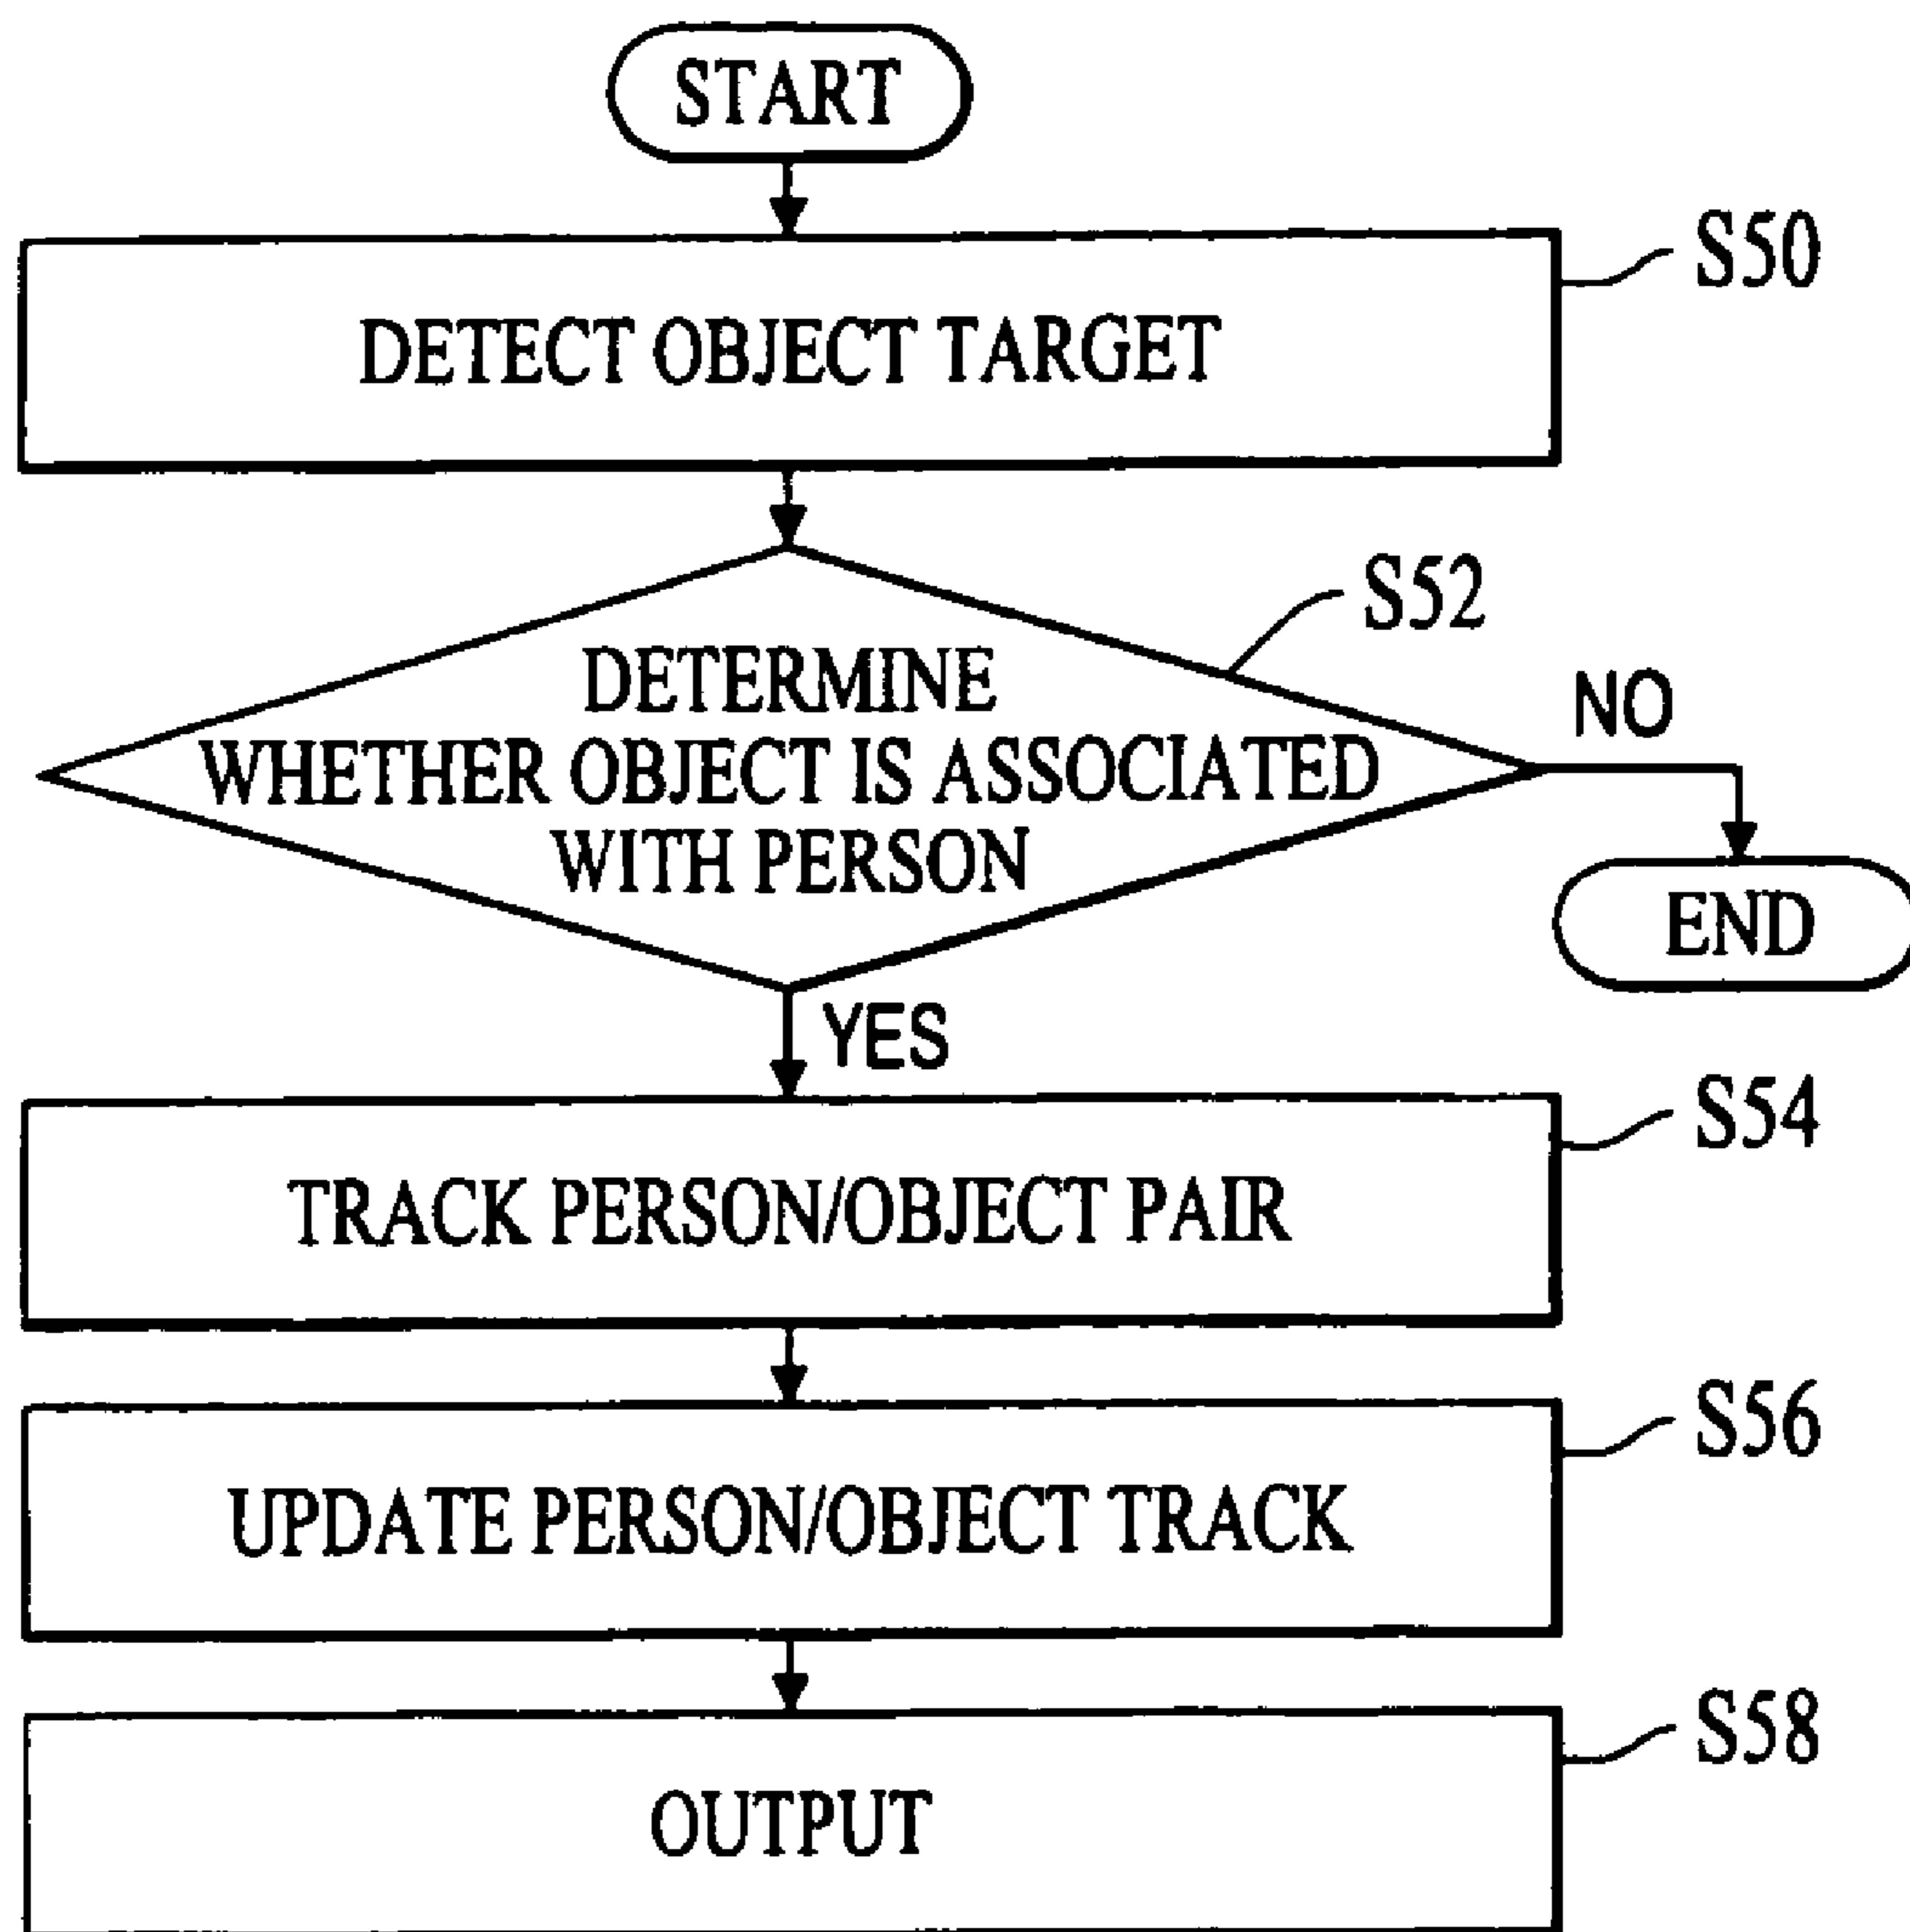 START
S50
DETECT OBJECT TARGET
S52
DETERMINE
WHETHER OBJECT IS ASSOCIATED
WITH PERSON
NO
END
YES
S54
TRACK PERSON/OBJECT PAIR
S56
UPDATE PERSON/OBJECT TRACK
S58
OUTPUT